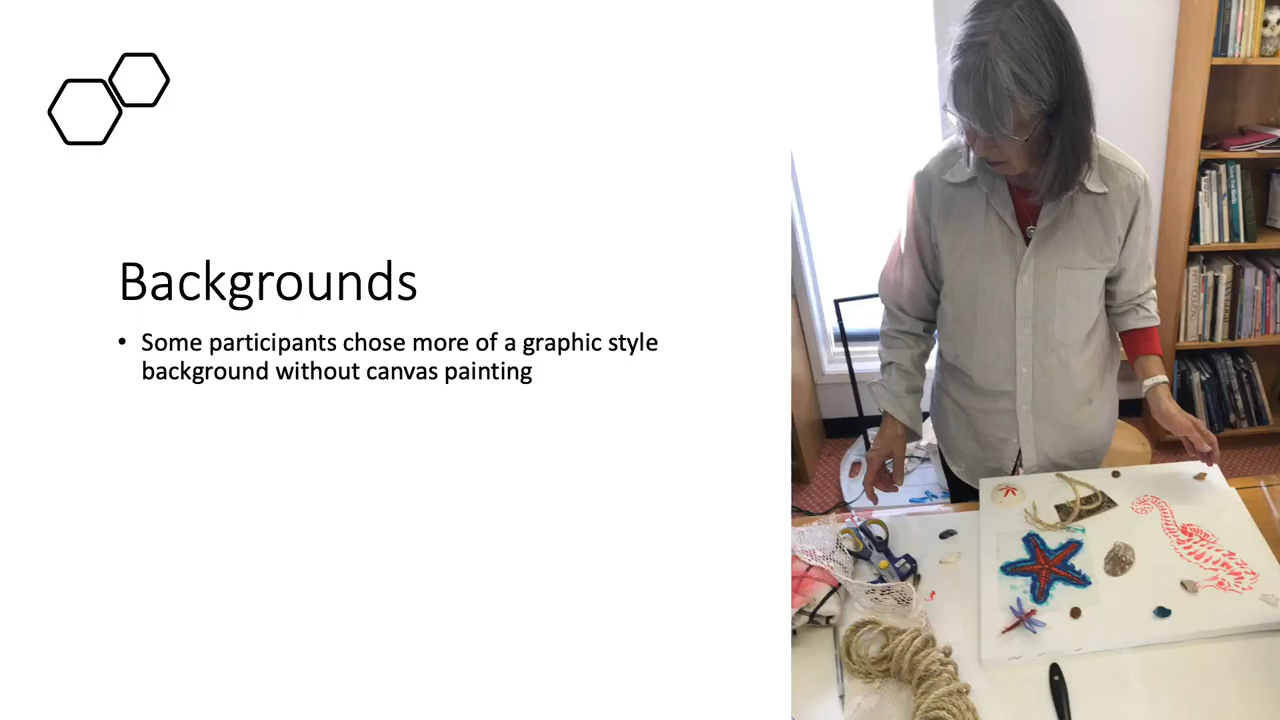 Backgrounds
• Some participants chose more of a graphic style
background without canvas painting